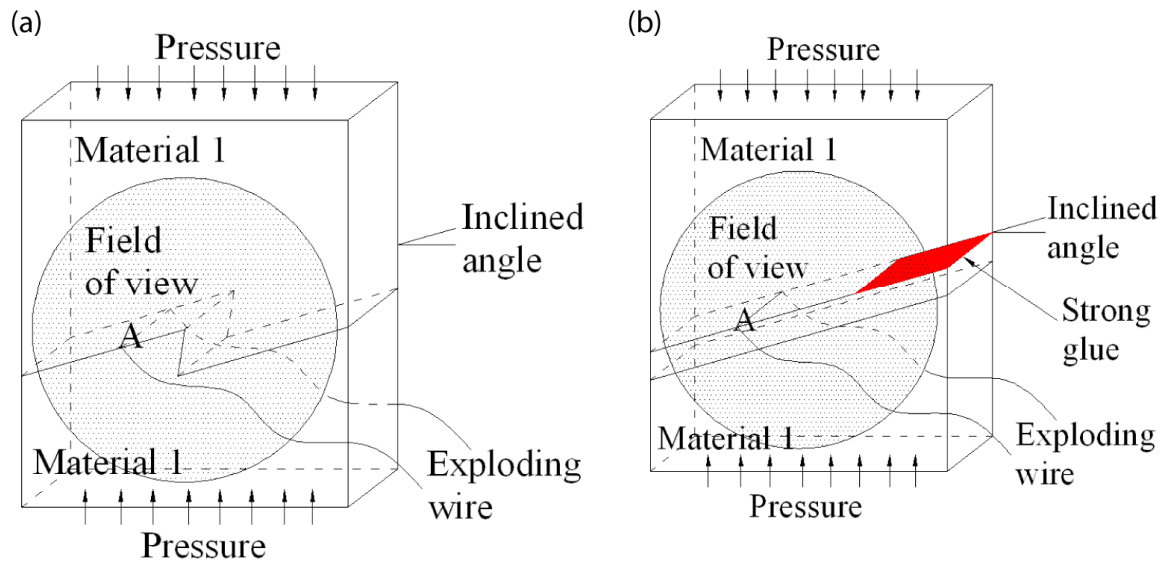 (a)
Pressure
Material 1
Field
of view
A
Inclined
angle
Material 1
Exploding
wire
Pressure
(b)
Pressure
Material 1
Field
of view
A
Inclined
angle
Strong
glue
Material 1
Exploding
wire
Pressure